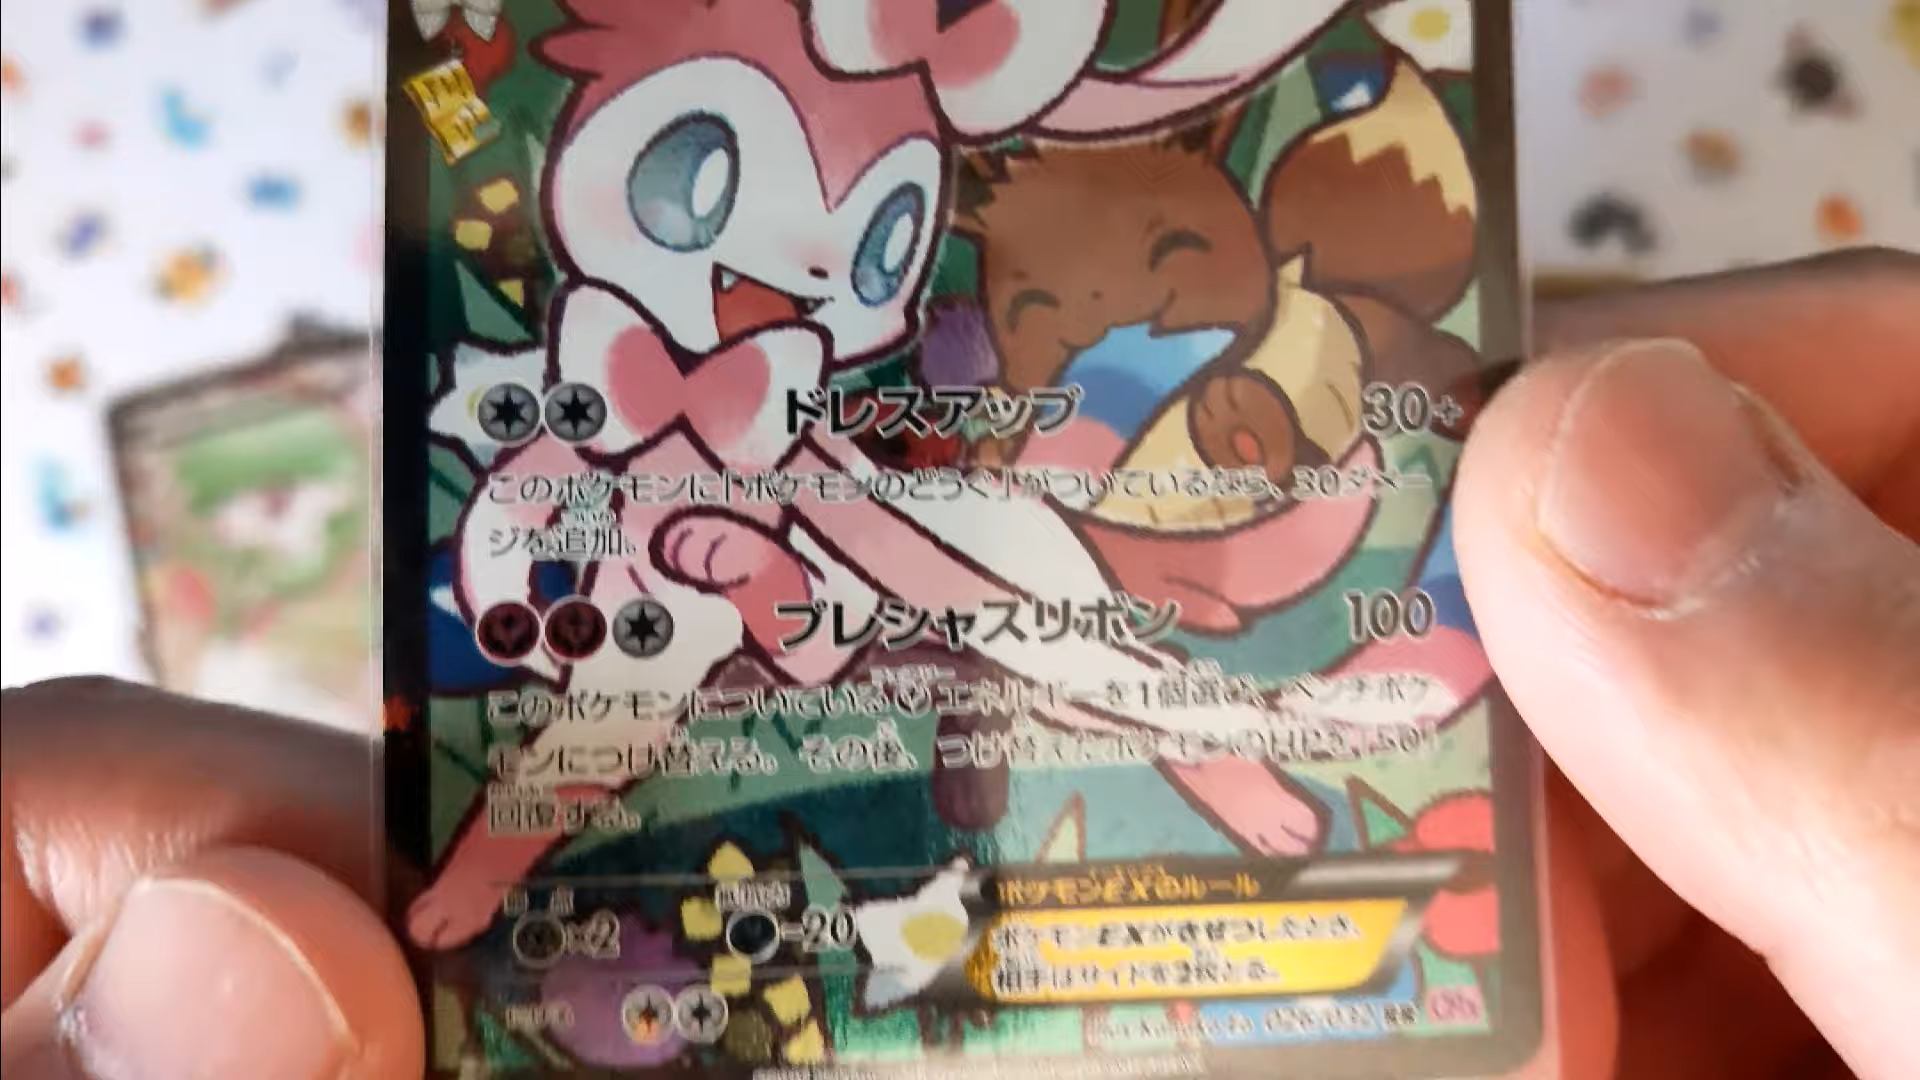 ドレスアップ 30+
このポケモンに「ポケモンのどうぐ」がついているなら、30ダメー
ジを追加。
プレシャスリボン 100
このポケモンについている エネルギーを1個選び、ベンチポケ
モンにつけ替える。その後、つけ替えたポケモンのHPを「50」
回復する。
弱点 抵抗力
×2 -20
ポケモンEXのルール
ポケモンEXがきぜつしたとき、
相手はサイドを2枚とる。
RR